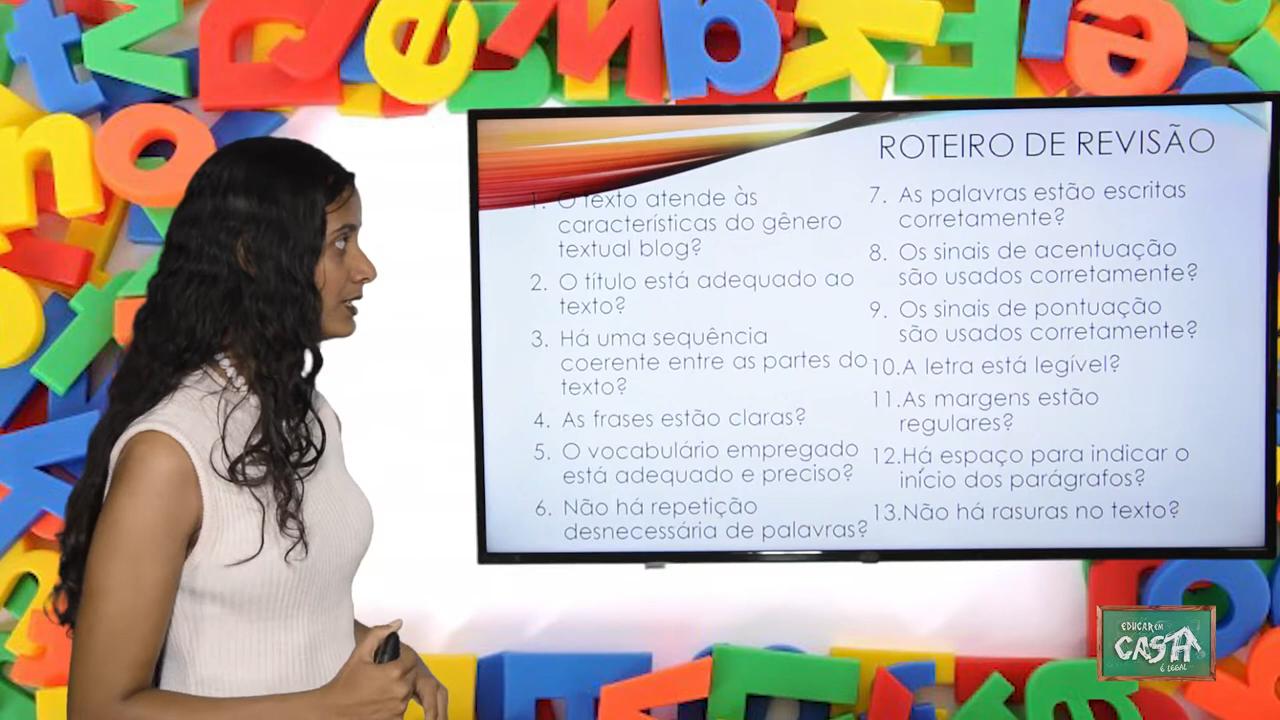 ROTEIRO DE REVISÃO
1. O texto atende às
características do gênero
textual blog?
2. O título está adequado ao
texto?
3. Há uma sequência
coerente entre as partes do
texto?
4. As frases estão claras?
5. O vocabulário empregado
está adequado e preciso?
6. Não há repetição
desnecessária de palavras?
7. As palavras estão escritas
corretamente?
8. Os sinais de acentuação
são usados corretamente?
9. Os sinais de pontuação
são usados corretamente?
10.A letra está legível?
11.As margens estão
regulares?
12.Há espaço para indicar o
início dos parágrafos?
13.Não há rasuras no texto?
EDUCAR EM
CASA
É LEGAL